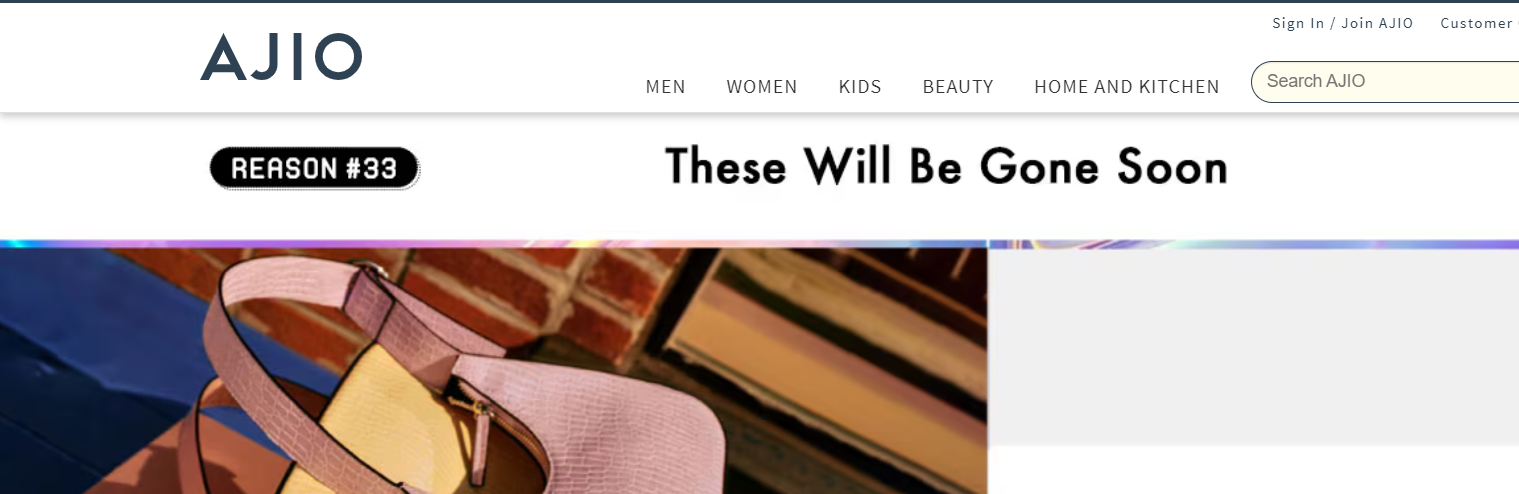 Sign In / Join AJIO Customer
AJIO
MEN WOMEN KIDS BEAUTY HOME AND KITCHEN Search AJIO
REASON #33 These Will Be Gone Soon